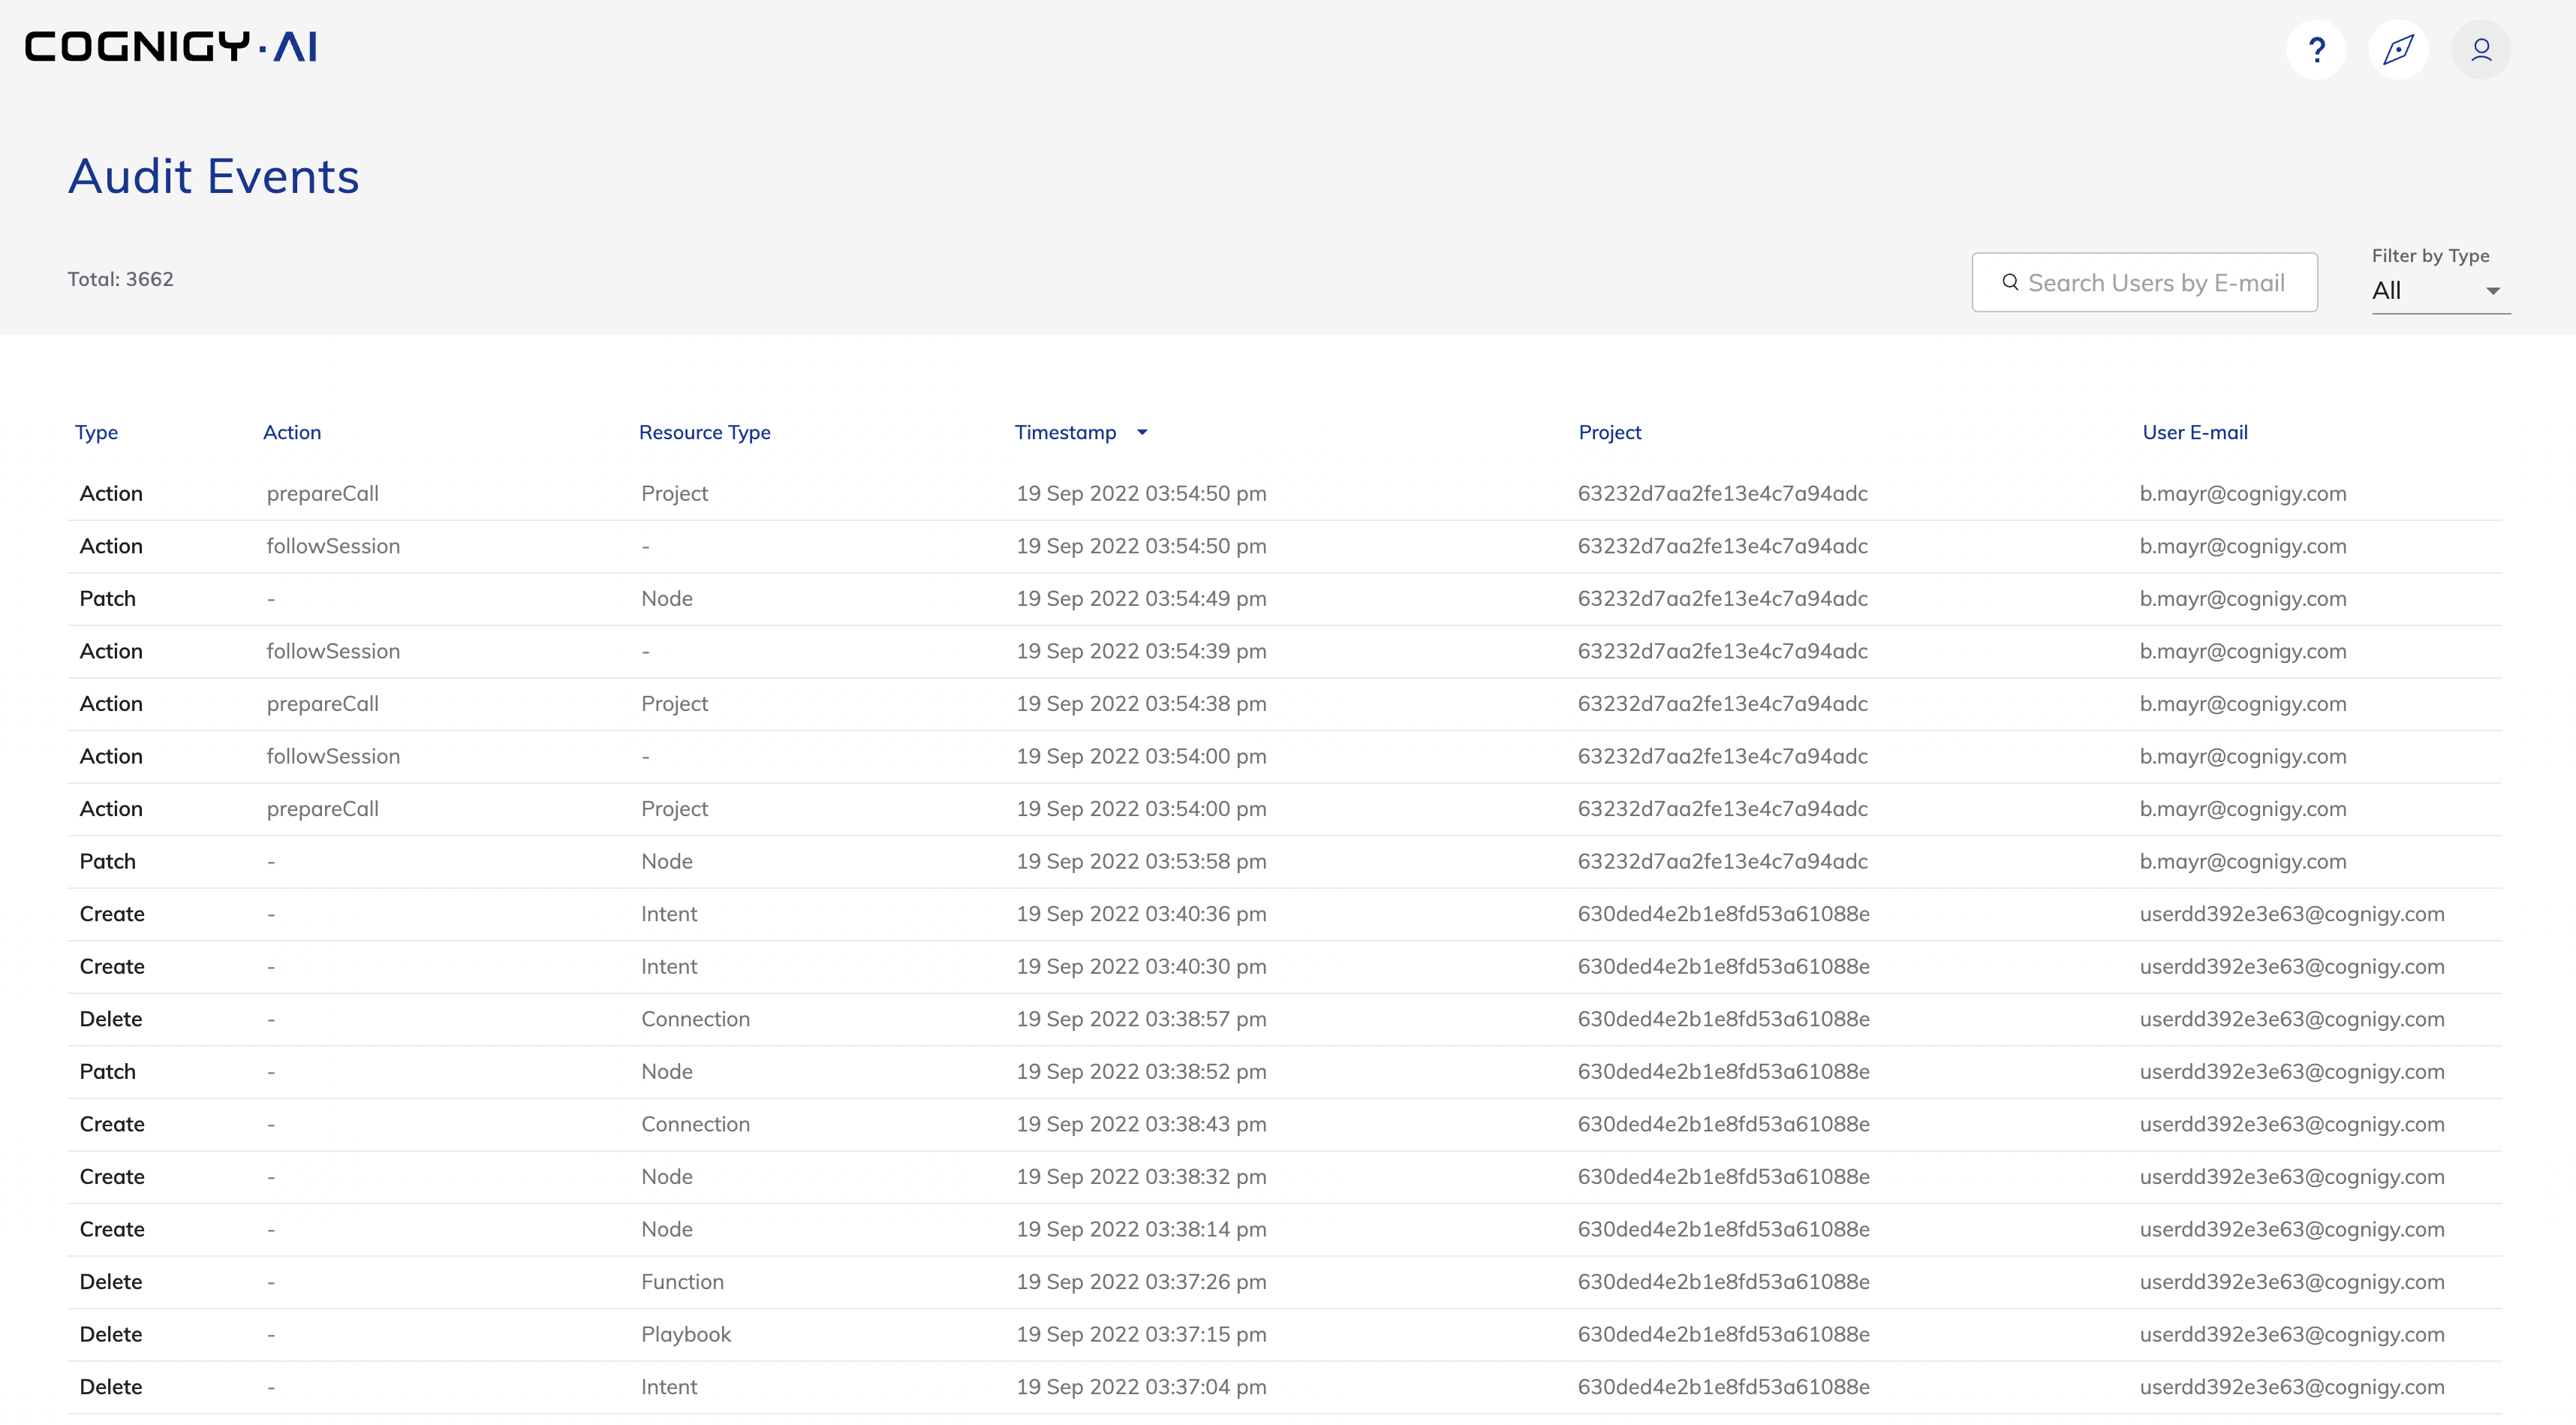 COGNIGY·AI
?
Audit Events
Total: 3662
Search Users by E-mail
Filter by Type
All
Type Action Resource Type Timestamp Project User E-mail
Action prepareCall Project 19 Sep 2022 03:54:50 pm 63232d7aa2fe13e4c7a94adc b.mayr@cognigy.com
Action followSession - 19 Sep 2022 03:54:50 pm 63232d7aa2fe13e4c7a94adc b.mayr@cognigy.com
Patch - Node 19 Sep 2022 03:54:49 pm 63232d7aa2fe13e4c7a94adc b.mayr@cognigy.com
Action followSession - 19 Sep 2022 03:54:39 pm 63232d7aa2fe13e4c7a94adc b.mayr@cognigy.com
Action prepareCall Project 19 Sep 2022 03:54:38 pm 63232d7aa2fe13e4c7a94adc b.mayr@cognigy.com
Action followSession - 19 Sep 2022 03:54:00 pm 63232d7aa2fe13e4c7a94adc b.mayr@cognigy.com
Action prepareCall Project 19 Sep 2022 03:54:00 pm 63232d7aa2fe13e4c7a94adc b.mayr@cognigy.com
Patch - Node 19 Sep 2022 03:53:58 pm 63232d7aa2fe13e4c7a94adc b.mayr@cognigy.com
Create - Intent 19 Sep 2022 03:40:36 pm 630ded4e2b1e8fd53a61088e userdd392e3e63@cognigy.com
Create - Intent 19 Sep 2022 03:40:30 pm 630ded4e2b1e8fd53a61088e userdd392e3e63@cognigy.com
Delete - Connection 19 Sep 2022 03:38:57 pm 630ded4e2b1e8fd53a61088e userdd392e3e63@cognigy.com
Patch - Node 19 Sep 2022 03:38:52 pm 630ded4e2b1e8fd53a61088e userdd392e3e63@cognigy.com
Create - Connection 19 Sep 2022 03:38:43 pm 630ded4e2b1e8fd53a61088e userdd392e3e63@cognigy.com
Create - Node 19 Sep 2022 03:38:32 pm 630ded4e2b1e8fd53a61088e userdd392e3e63@cognigy.com
Create - Node 19 Sep 2022 03:38:14 pm 630ded4e2b1e8fd53a61088e userdd392e3e63@cognigy.com
Delete - Function 19 Sep 2022 03:37:26 pm 630ded4e2b1e8fd53a61088e userdd392e3e63@cognigy.com
Delete - Playbook 19 Sep 2022 03:37:15 pm 630ded4e2b1e8fd53a61088e userdd392e3e63@cognigy.com
Delete - Intent 19 Sep 2022 03:37:04 pm 630ded4e2b1e8fd53a61088e userdd392e3e63@cognigy.com